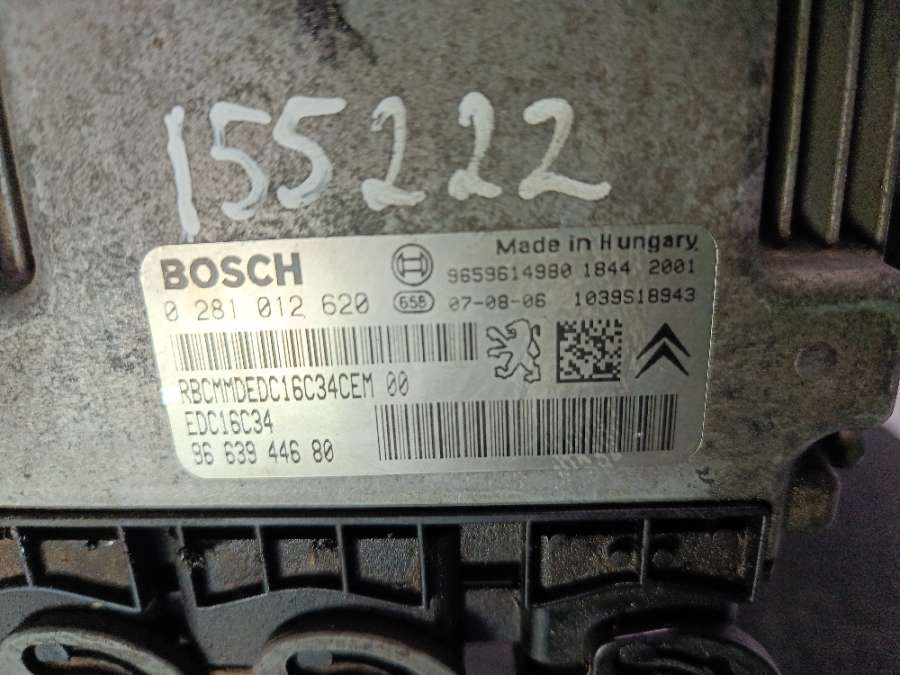 155222
BOSCH
Made in Hungary
9659614980 1844 2001
0 281 012 620 658 07-08-06 1039S18943
RBCMMDEDC16C34CEM 00
EDC16C34
96 639 446 80